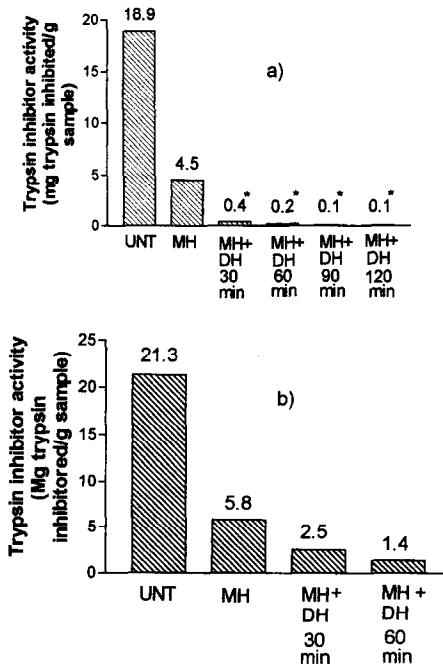 Trypsin inhibitor activity
(mg trypsin inhibited/g
sample)
20
15
10
5
0
18.9
4.5
0.4*
0.2*
0.1*
0.1*
a)
UNT MH MH+ MH+ MH+ MH+
DH DH DH DH
30 60 90 120
min min min min
Trypsin inhibitor activity
(Mg trypsin
inhibitored/g sample)
25
20
15
10
5
0
21.3
5.8
2.5
1.4
b)
UNT MH MH+ MH+
DH DH
30 60
min min